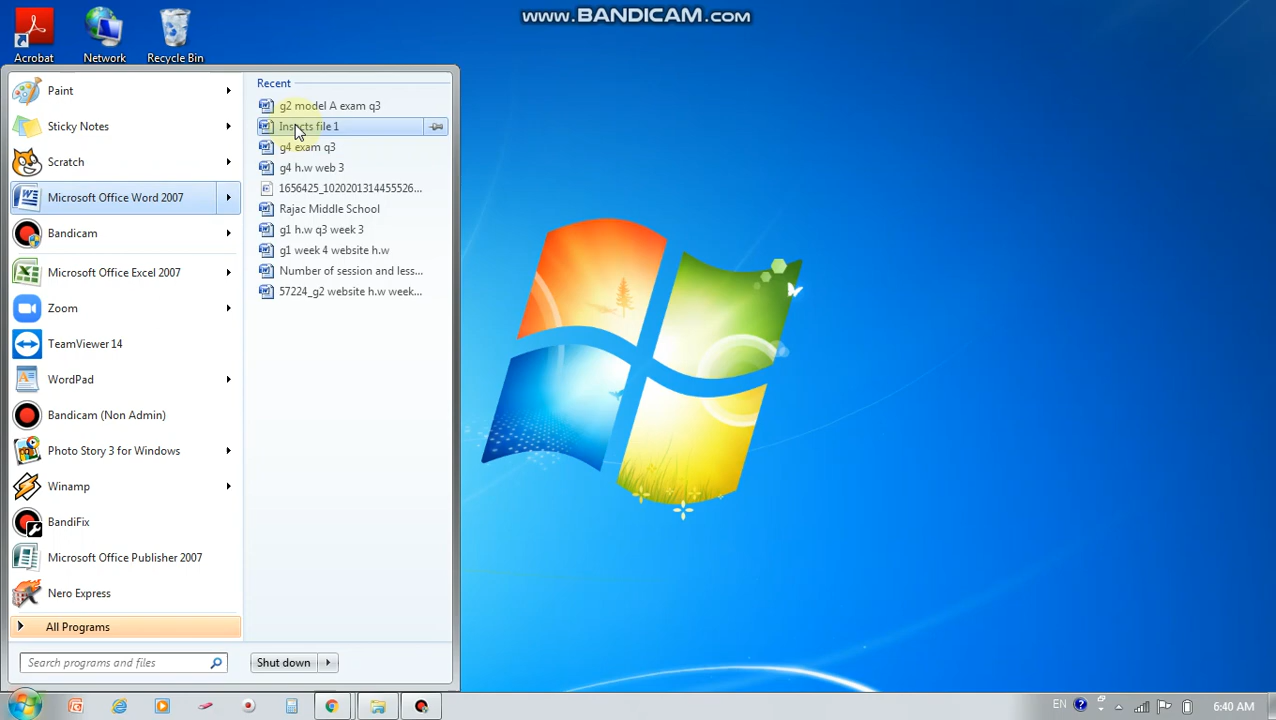 www.BANDICAM.com
Acrobat
Network
Recycle Bin
Paint
Sticky Notes
Scratch
Microsoft Office Word 2007
Bandicam
Microsoft Office Excel 2007
Zoom
TeamViewer 14
WordPad
Bandicam (Non Admin)
Photo Story 3 for Windows
Winamp
BandiFix
Microsoft Office Publisher 2007
Nero Express
All Programs
Search programs and files
Recent
g2 model A exam q3
Insects file 1
g4 exam q3
g4 h.w web 3
1656425_1020201314455526...
Rajac Middle School
g1 h.w q3 week 3
g1 week 4 website h.w
Number of session and less...
57224_g2 website h.w week...
Shut down
EN
6:40 AM